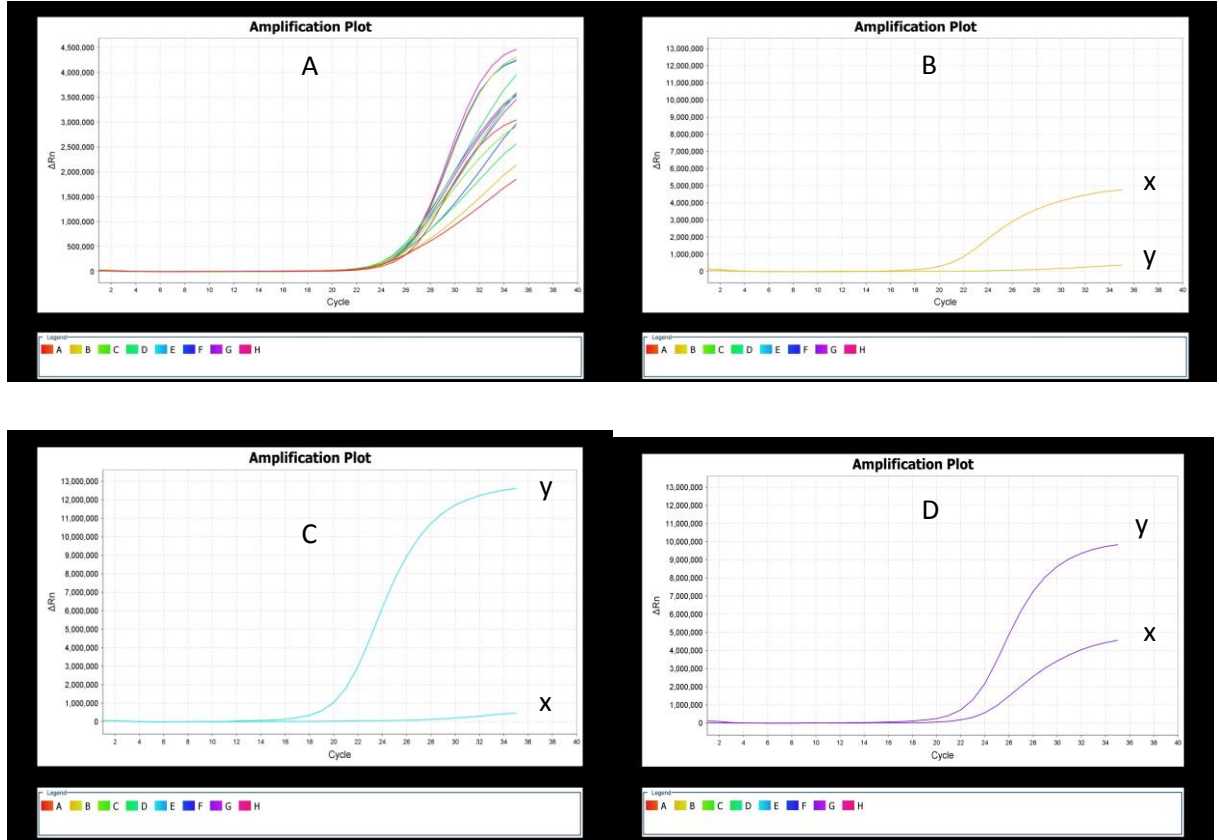 Amplification Plot
A
4,500,000
4,000,000
3,500,000
3,000,000
2,500,000
2,000,000
1,500,000
1,000,000
500,000
0
ΔRn
2 4 6 8 10 12 14 16 18 20 22 24 26 28 30 32 34 36 38 40
Cycle
Legend
A B C D E F G H
Amplification Plot
B
13,000,000
12,000,000
11,000,000
10,000,000
9,000,000
8,000,000
7,000,000
6,000,000
5,000,000
4,000,000
3,000,000
2,000,000
1,000,000
0
ΔRn
x
y
2 4 6 8 10 12 14 16 18 20 22 24 26 28 30 32 34 36 38 40
Cycle
Legend
A B C D E F G H
Amplification Plot
C
13,000,000
12,000,000
11,000,000
10,000,000
9,000,000
8,000,000
7,000,000
6,000,000
5,000,000
4,000,000
3,000,000
2,000,000
1,000,000
0
ΔRn
y
x
2 4 6 8 10 12 14 16 18 20 22 24 26 28 30 32 34 36 38 40
Cycle
Legend
A B C D E F G H
Amplification Plot
D
13,000,000
12,000,000
11,000,000
10,000,000
9,000,000
8,000,000
7,000,000
6,000,000
5,000,000
4,000,000
3,000,000
2,000,000
1,000,000
0
ΔRn
y
x
2 4 6 8 10 12 14 16 18 20 22 24 26 28 30 32 34 36 38 40
Cycle
Legend
A B C D E F G H